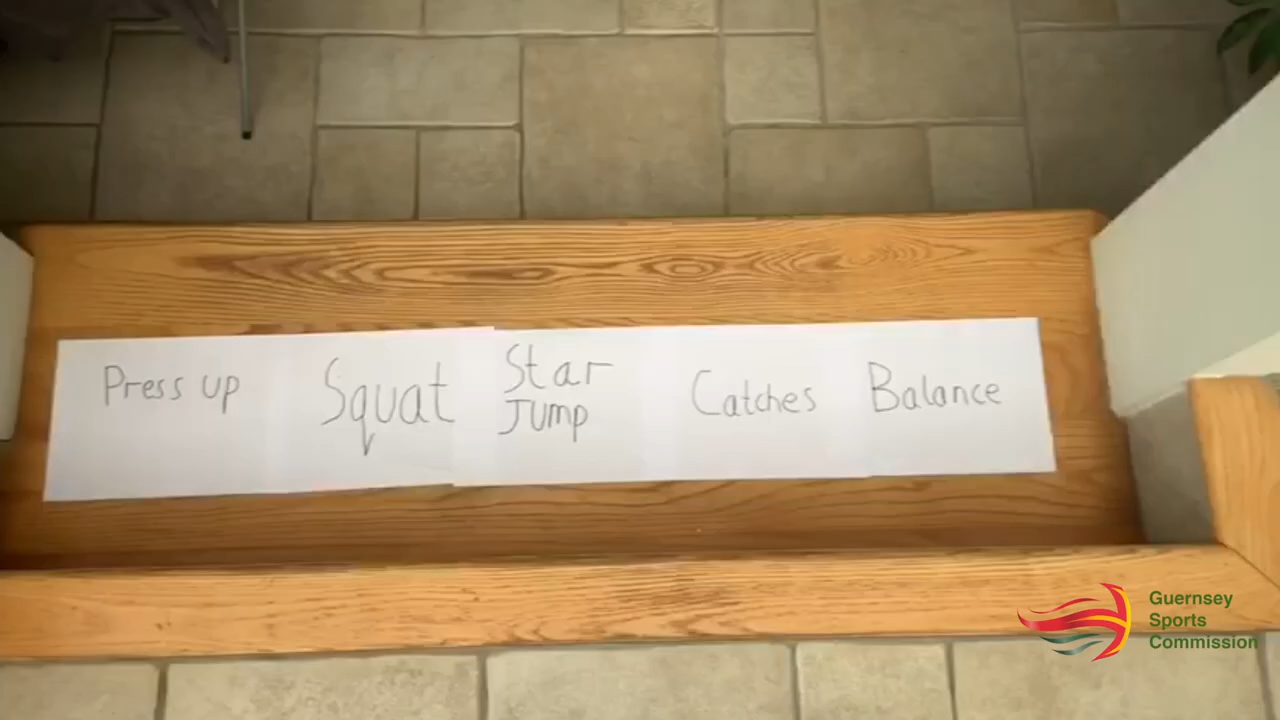 Press up
Squat
Star
Jump
Catches
Balance
Guernsey
Sports
Commission